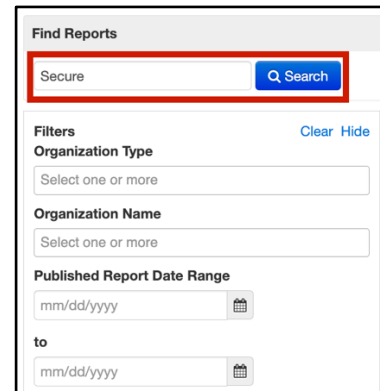 Find Reports
Secure Search
Filters Clear Hide
Organization Type
Select one or more
Organization Name
Select one or more
Published Report Date Range
mm/dd/yyyy
to
mm/dd/yyyy